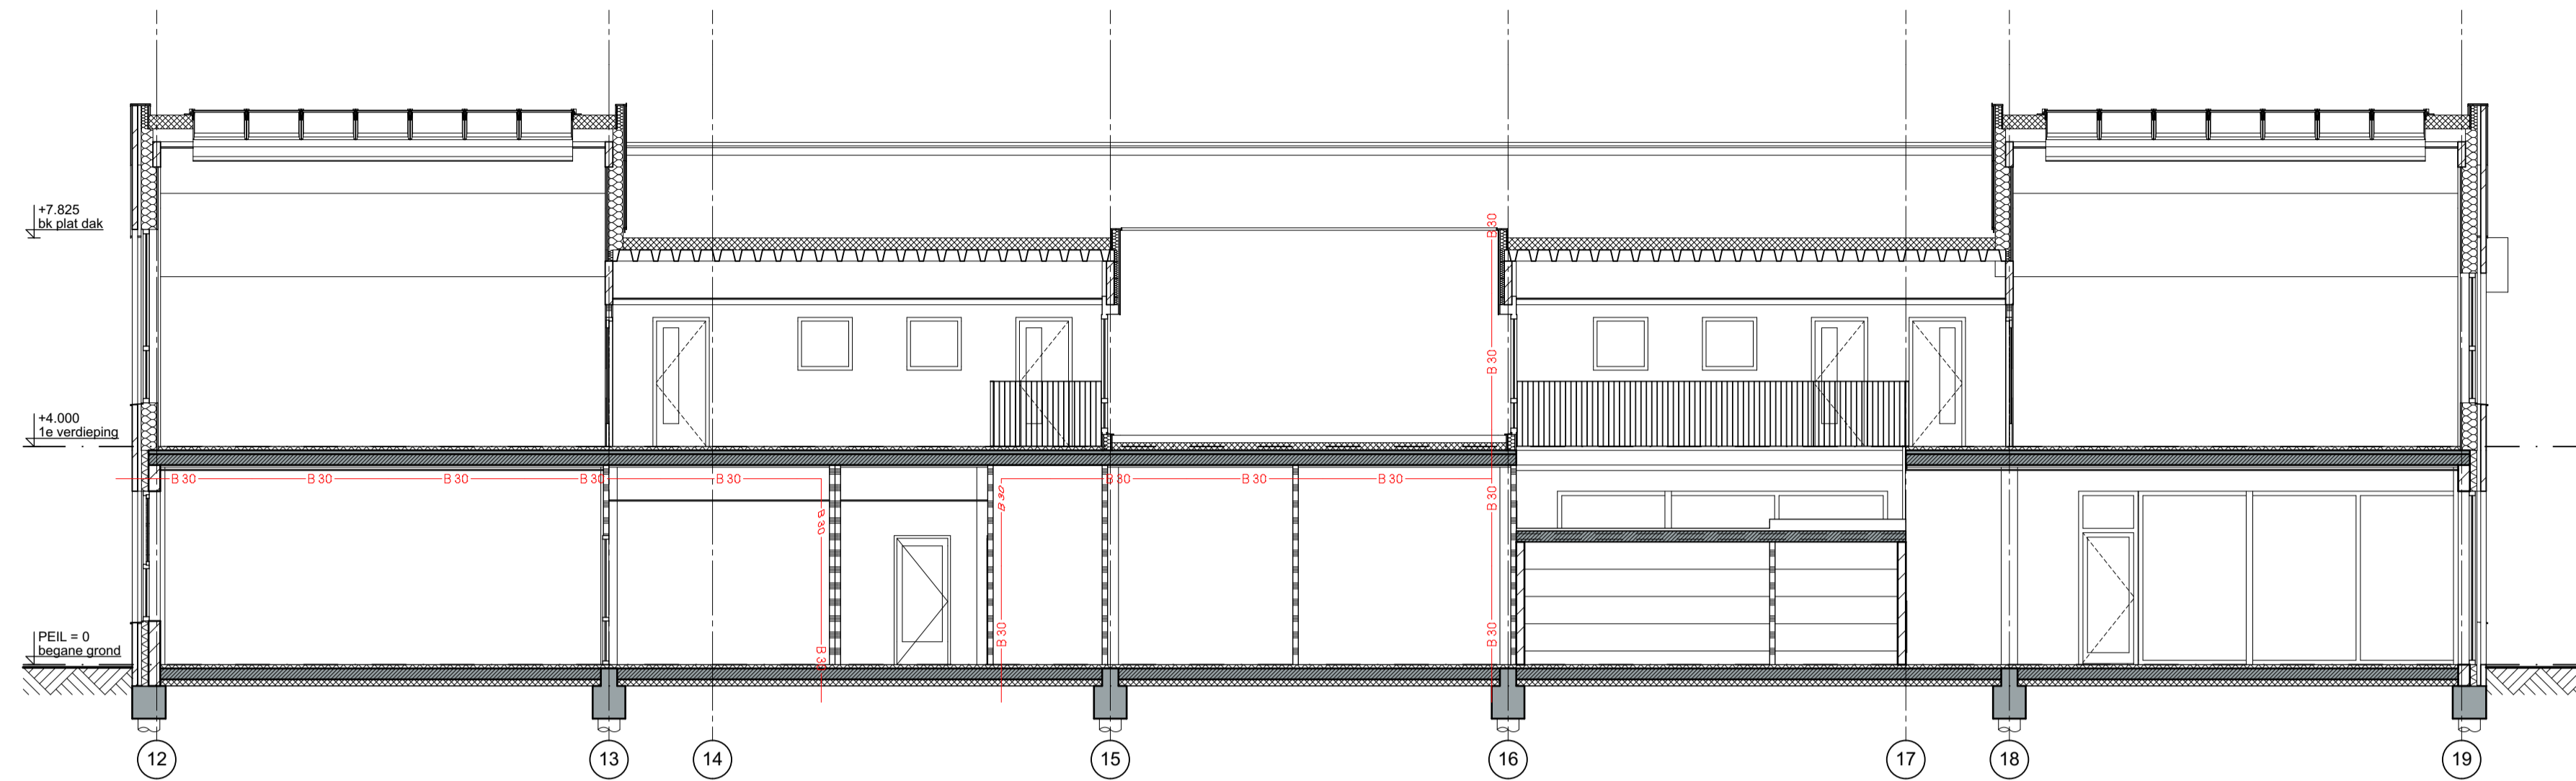 +7.825
bk plat dak
+4.000
1e verdieping
PEIL = 0
begane grond
B 30
B 30
B 30 B 30 B 30 B 30 B 30 B 30 B 30 B 30
B 30 B 30 B 30
B 30 B 30 B 30
12 13 14 15 16 17 18 19